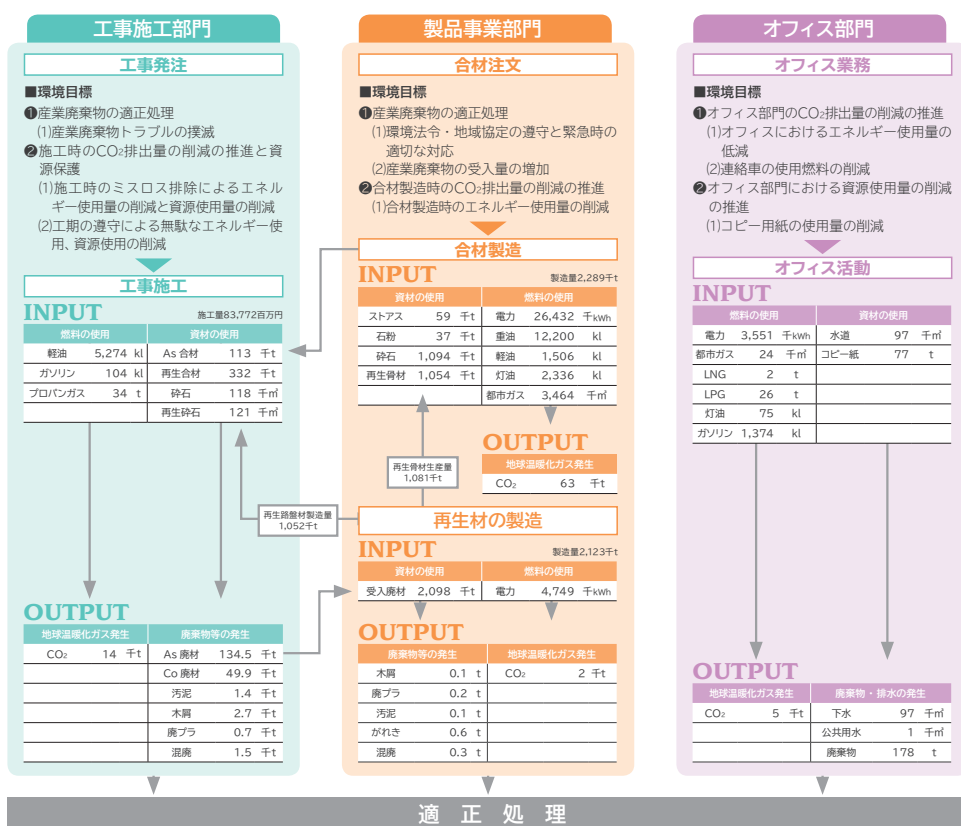 工事施工部門
工事発注
■環境目標
❶産業廃棄物の適正処理
(1)産業廃棄物トラブルの撲滅
❷施工時のCO₂排出量の削減の推進と資
源保護
(1)施工時のミスロス排除によるエネル
ギー使用量の削減と資源使用量の削減
(2)工期の遵守による無駄なエネルギー使
用、資源使用の削減
工事施工
INPUT
施工量83,772百万円
燃料の使用 資材の使用
軽油 5,274 kl As 合材 113 千t
ガソリン 104 kl 再生合材 332 千t
プロパンガス 34 t 砕石 118 千㎥
再生砕石 121 千㎥
OUTPUT
地球温暖化ガス発生 廃棄物等の発生
CO₂ 14 千t As 廃材 134.5 千t
Co 廃材 49.9 千t
汚泥 1.4 千t
木屑 2.7 千t
廃プラ 0.7 千t
混廃 1.5 千t
製品事業部門
合材注文
■環境目標
❶産業廃棄物の適正処理
(1)環境法令・地域協定の遵守と緊急時の
適切な対応
(2)産業廃棄物の受入量の増加
❷合材製造時のCO₂排出量の削減の推進
(1)合材製造時のエネルギー使用量の削減
合材製造
INPUT
製造量2,289千t
資材の使用 燃料の使用
ストアス 59 千t 電力 26,432 千kWh
石粉 37 千t 重油 12,200 kl
砕石 1,094 千t 軽油 1,506 kl
再生骨材 1,054 千t 灯油 2,336 kl
都市ガス 3,464 千㎥
OUTPUT
地球温暖化ガス発生
CO₂ 63 千t
再生骨材生産量
1,081千t
再生路盤材製造量
1,052千t
再生材の製造
INPUT
製造量2,123千t
資材の使用 燃料の使用
受入廃材 2,098 千t 電力 4,749 千kWh
OUTPUT
廃棄物等の発生 地球温暖化ガス発生
木屑 0.1 t CO₂ 2 千t
廃プラ 0.2 t
汚泥 0.1 t
がれき 0.6 t
混廃 0.3 t
オフィス部門
オフィス業務
■環境目標
❶オフィス部門のCO₂排出量の削減の推進
(1)オフィスにおけるエネルギー使用量の
低減
(2)連絡車の使用燃料の削減
❷オフィス部門における資源使用量の削減
の推進
(1)コピー用紙の使用量の削減
オフィス活動
INPUT
燃料の使用 資材の使用
電力 3,551 千kWh 水道 97 千㎥
都市ガス 24 千㎥ コピー紙 77 t
LNG 2 t
LPG 26 t
灯油 75 kl
ガソリン 1,374 kl
OUTPUT
地球温暖化ガス発生 廃棄物・排水の発生
CO₂ 5 千t 下水 97 千㎥
公共用水 1 千㎥
廃棄物 178 t
適正処理